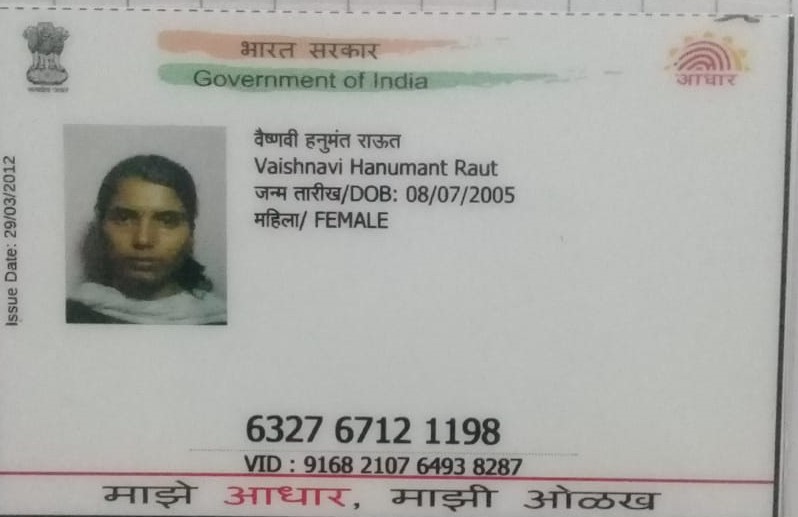 भारत सरकार
Government of India
आधार
Issue Date: 29/03/2012
वैष्णवी हनुमंत राऊत
Vaishnavi Hanumant Raut
जन्म तारीख/DOB: 08/07/2005
महिला/ FEMALE
6327 6712 1198
VID : 9168 2107 6493 8287
माझे आधार, माझी ओळख